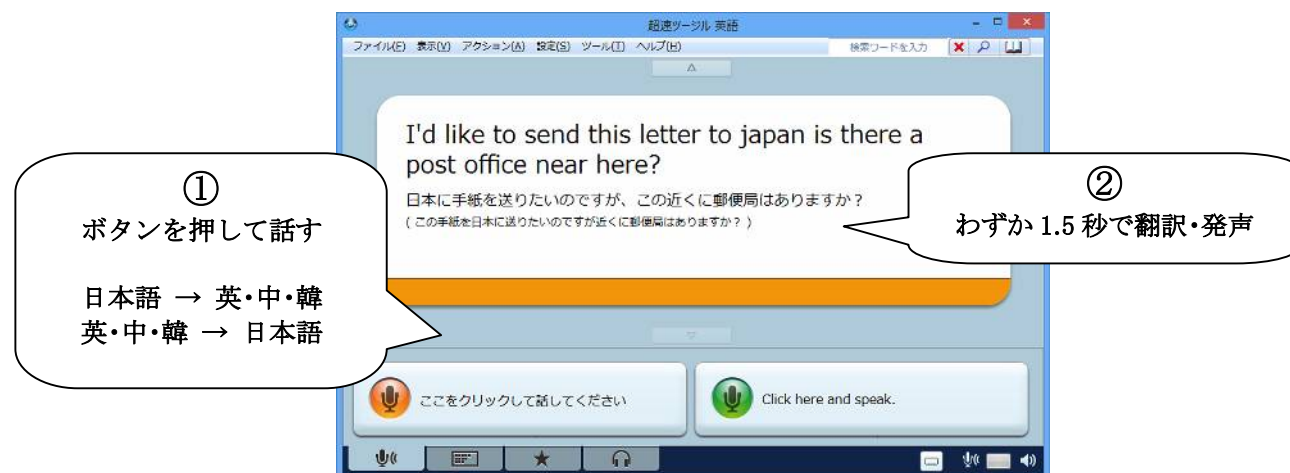 超速ツージル 英語
ファイル(F) 表示(V) アクション(A) 設定(S) ツール(T) ヘルプ(H)
検索ワードを入力
I'd like to send this letter to japan is there a
post office near here?
日本に手紙を送りたいのですが、この近くに郵便局はありますか？
( この手紙を日本に送りたいのですが近くに郵便局はありますか？ )
①
ボタンを押して話す
日本語 → 英・中・韓
英・中・韓 → 日本語
②
わずか 1.5 秒で翻訳・発声
ここをクリックして話してください
Click here and speak.